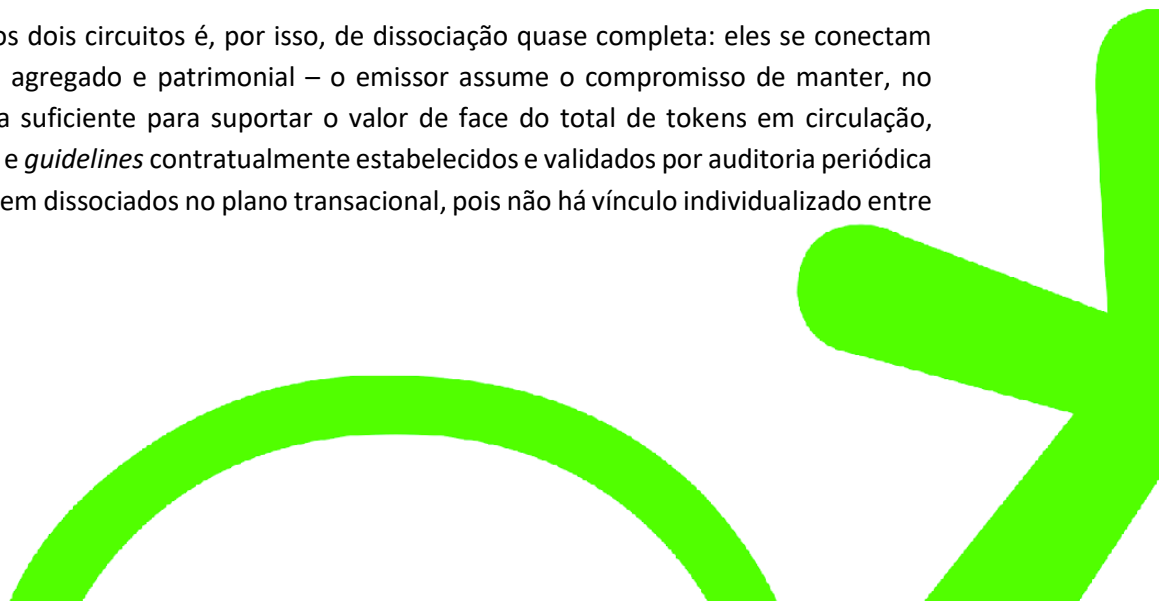 os dois circuitos é, por isso, de dissociação quase completa: eles se conectam
agregado e patrimonial – o emissor assume o compromisso de manter, no
a suficiente para suportar o valor de face do total de tokens em circulação,
e guidelines contratualmente estabelecidos e validados por auditoria periódica
em dissociados no plano transacional, pois não há vínculo individualizado entre